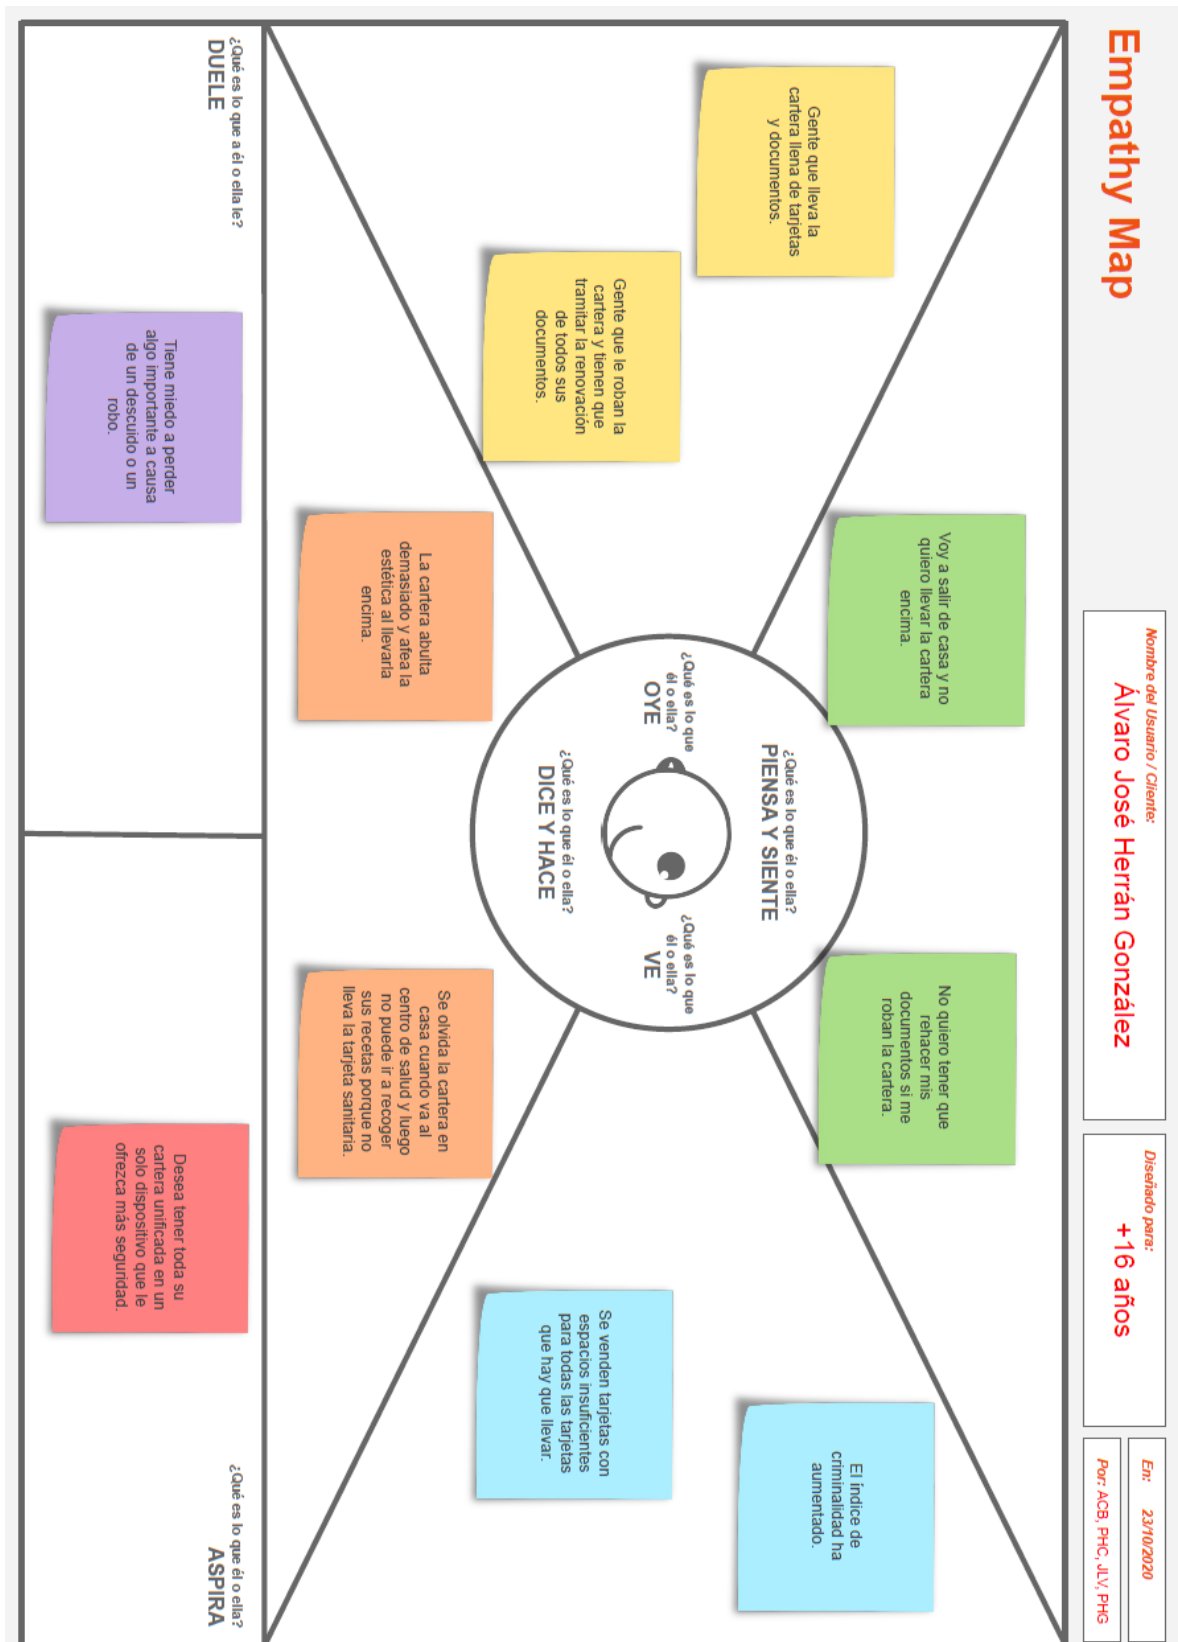 Empathy Map
Nombre del Usuario / Cliente:
Álvaro José Herrán González
Diseñado para:
+16 años
En: 23/10/2020
Por: ACB, PHC, JLV, PHG
Voy a salir de casa y no
quiero llevar la cartera
encima.
No quiero tener que
rehacer mis
documentos si me
roban la cartera.
Gente que lleva la
cartera llena de tarjetas
y documentos.
Gente que le roban la
cartera y tienen que
tramitar la renovación
de todos sus
documentos.
¿Qué es lo que él o ella?
PIENSA Y SIENTE
¿Qué es lo que
él o ella?
OYE
¿Qué es lo que
él o ella?
VE
¿Qué es lo que él o ella?
DICE Y HACE
El índice de
criminalidad ha
aumentado.
Se venden tarjetas con
espacios insuficientes
para todas las tarjetas
que hay que llevar.
La cartera abulta
demasiado y afea la
estética al llevarla
encima.
Se olvida la cartera en
casa cuando va al
centro de salud y luego
no puede ir a recoger
sus recetas porque no
lleva la tarjeta sanitaria.
¿Qué es lo que a él o ella le?
DUELE
Tiene miedo a perder
algo importante a causa
de un descuido o un
robo.
¿Qué es lo que él o ella?
ASPIRA
Desea tener toda su
cartera unificada en un
solo dispositivo que le
ofrezca más seguridad.